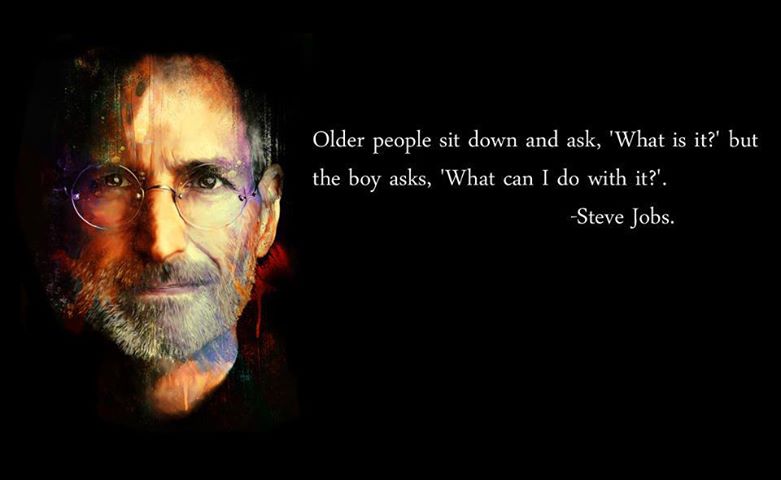 Older people sit down and ask, 'What is it?' but
the boy asks, 'What can I do with it?'.
-Steve Jobs.